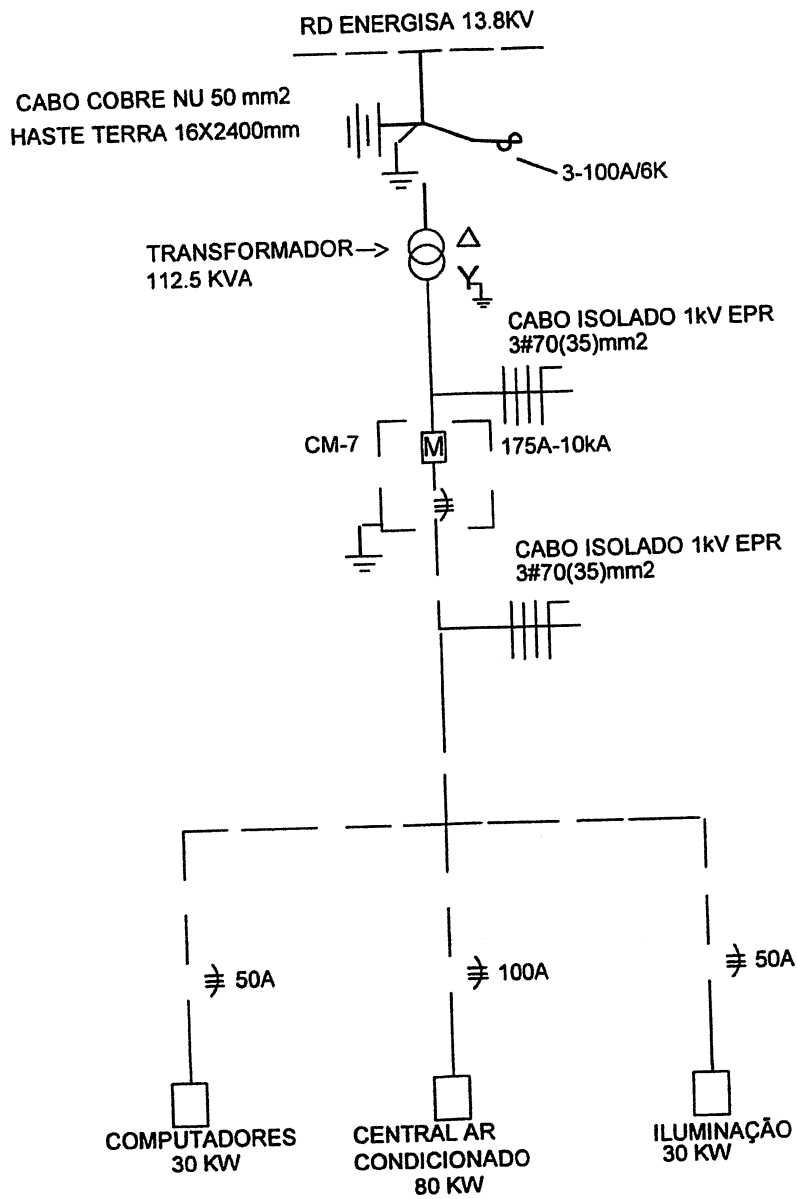 RD ENERGISA 13.8KV
CABO COBRE NU 50 mm2
HASTE TERRA 16X2400mm
3-100A/6K
TRANSFORMADOR
112.5 KVA
CABO ISOLADO 1kV EPR
3#70(35)mm2
CM-7
M
175A-10kA
CABO ISOLADO 1kV EPR
3#70(35)mm2
50A
100A
50A
COMPUTADORES
30 KW
CENTRAL AR
CONDICIONADO
80 KW
ILUMINAÇÃO
30 KW